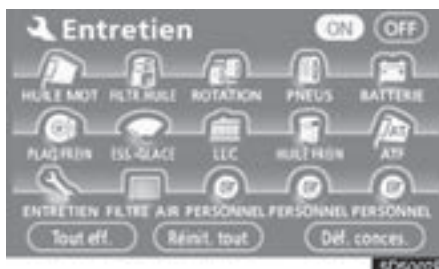 Entretien ON OFF
HUILE MOT FILTR HUILE ROTATION PNEUS BATTERIE
PLAQ FREIN ESS.-GLACE LLC HUILE FREIN ATF
ENTRETIEN FILTRE AIR PERSONNEL PERSONNEL PERSONNEL
Tout eff. Réinit. tout Déf. conces.